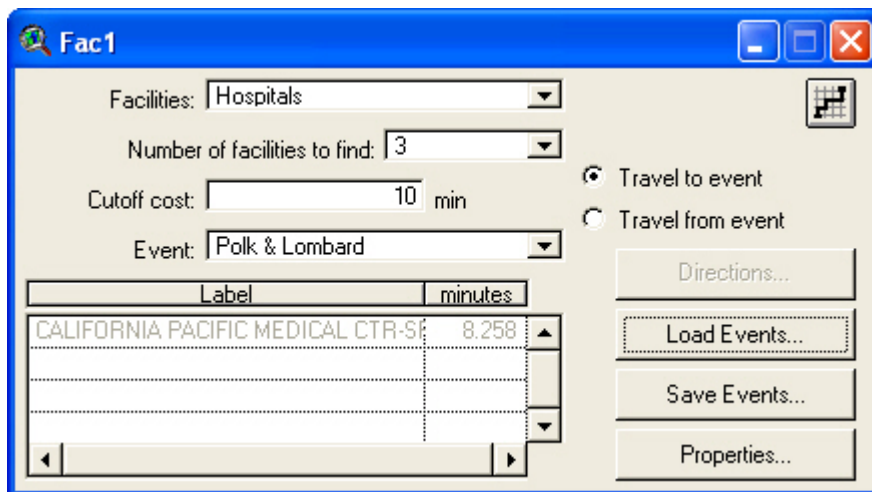 Fac1
Facilities: Hospitals
Number of facilities to find: 3
Cutoff cost: 10 min
Event: Polk & Lombard
Travel to event
Travel from event
Label minutes
CALIFORNIA PACIFIC MEDICAL CTR-SF 8.258
Directions...
Load Events...
Save Events...
Properties...